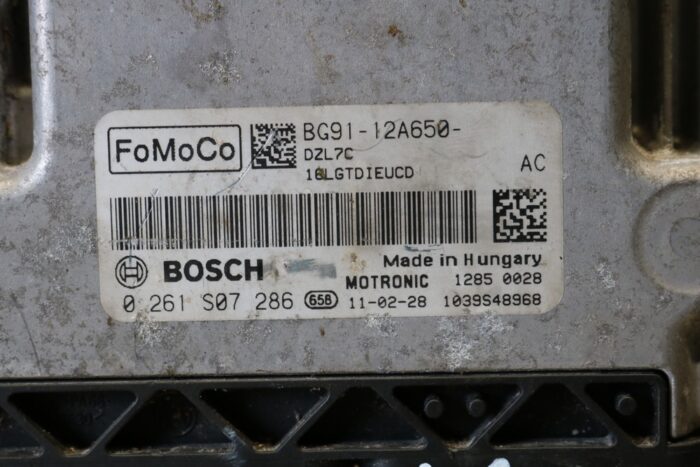 FoMoCo
BG91-12A650-
DZL7C
AC
16LGTDIEUCD
BOSCH
Made in Hungary
MOTRONIC 1285 0028
0 261 S07 286 656 11-02-28 1039S48968